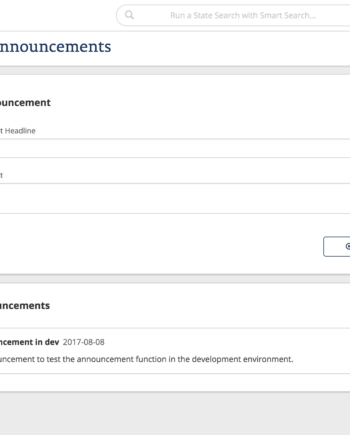 Run a State Search with Smart Search...
nnouncements
ouncement
t Headline
t
uncements
ncement in dev 2017-08-08
uncement to test the announcement function in the development environment.